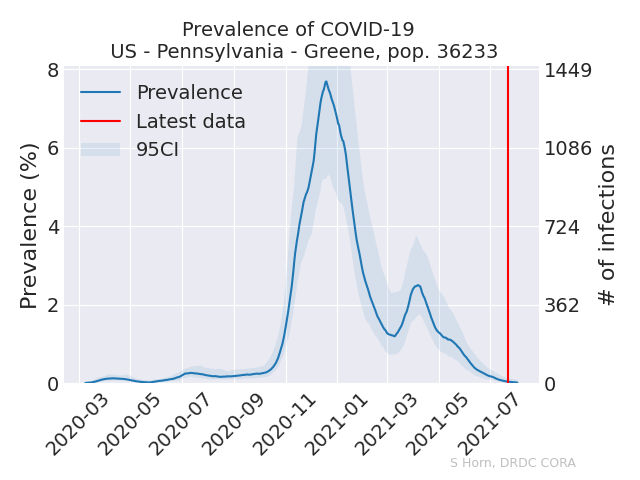 Prevalence of COVID-19
US - Pennsylvania - Greene, pop. 36233
Prevalence
Latest data
95CI
Prevalence (%)
8
6
4
2
0
# of infections
1449
1086
724
362
0
2020-03
2020-05
2020-07
2020-09
2020-11
2021-01
2021-03
2021-05
2021-07
S Horn, DRDC CORA